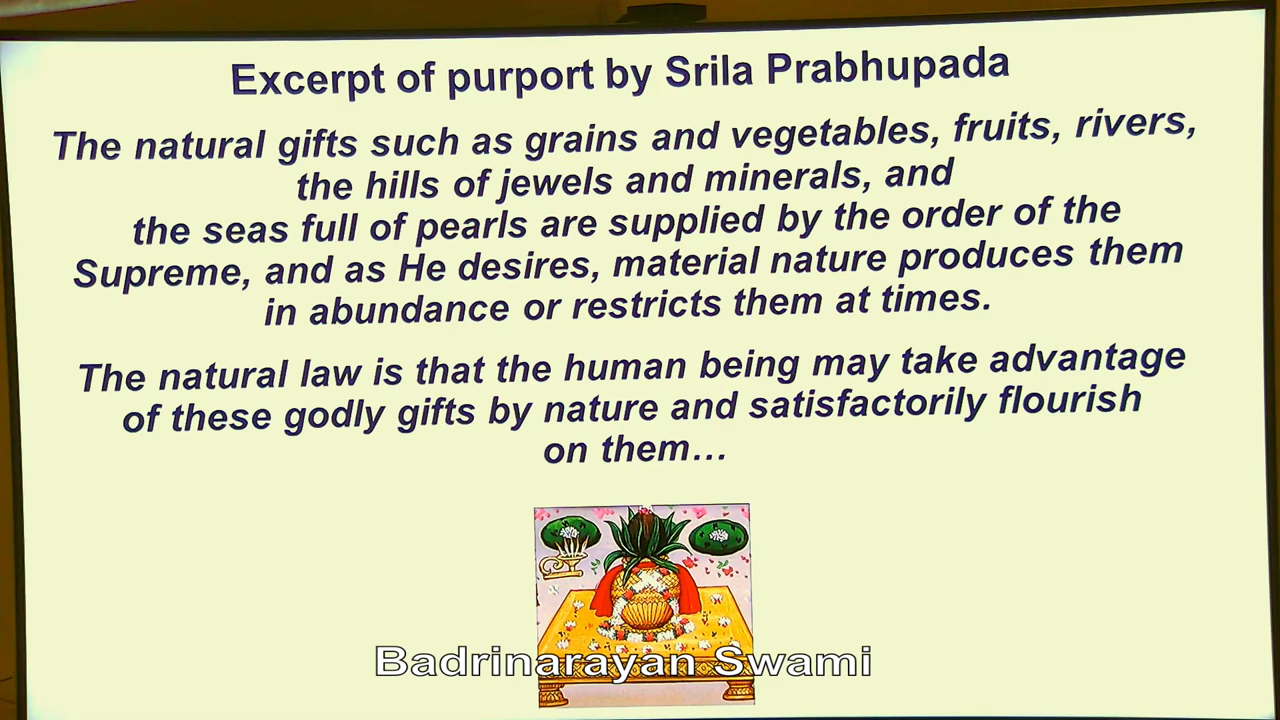 Excerpt of purport by Srila Prabhupada
The natural gifts such as grains and vegetables, fruits, rivers,
the hills of jewels and minerals, and
the seas full of pearls are supplied by the order of the
Supreme, and as He desires, material nature produces them
in abundance or restricts them at times.
The natural law is that the human being may take advantage
of these godly gifts by nature and satisfactorily flourish
on them…
Badrinarayan Swami